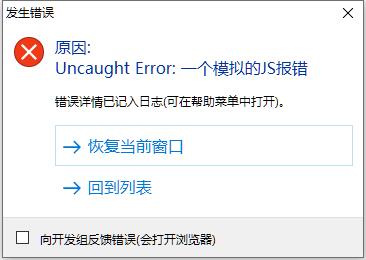 发生错误
原因:
Uncaught Error: 一个模拟的JS报错
错误详情已记入日志(可在帮助菜单中打开)。
恢复当前窗口
回到列表
向开发组反馈错误(会打开浏览器)